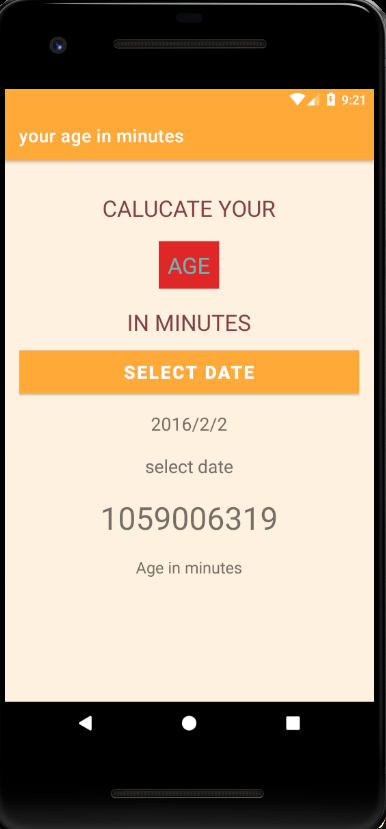 9:21
your age in minutes
CALUCATE YOUR
AGE
IN MINUTES
SELECT DATE
2016/2/2
select date
1059006319
Age in minutes